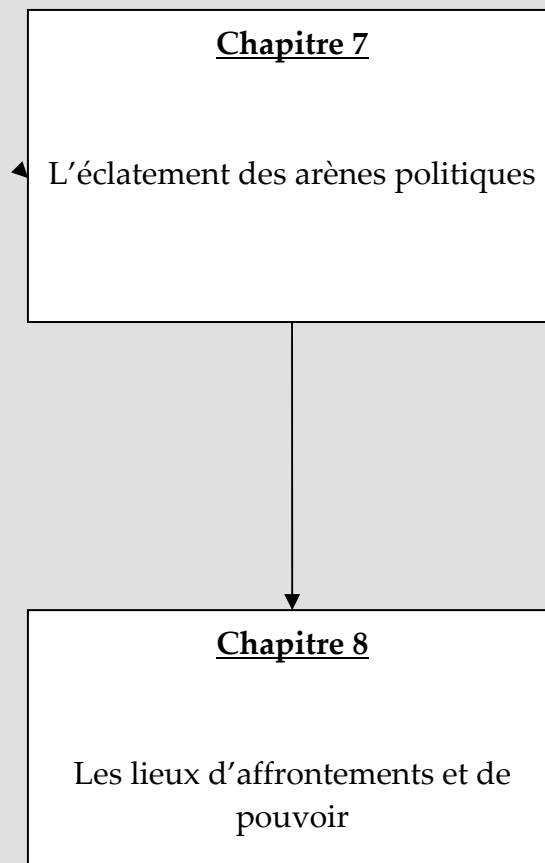 Chapitre 7
L’éclatement des arènes politiques
Chapitre 8
Les lieux d’affrontements et de
pouvoir